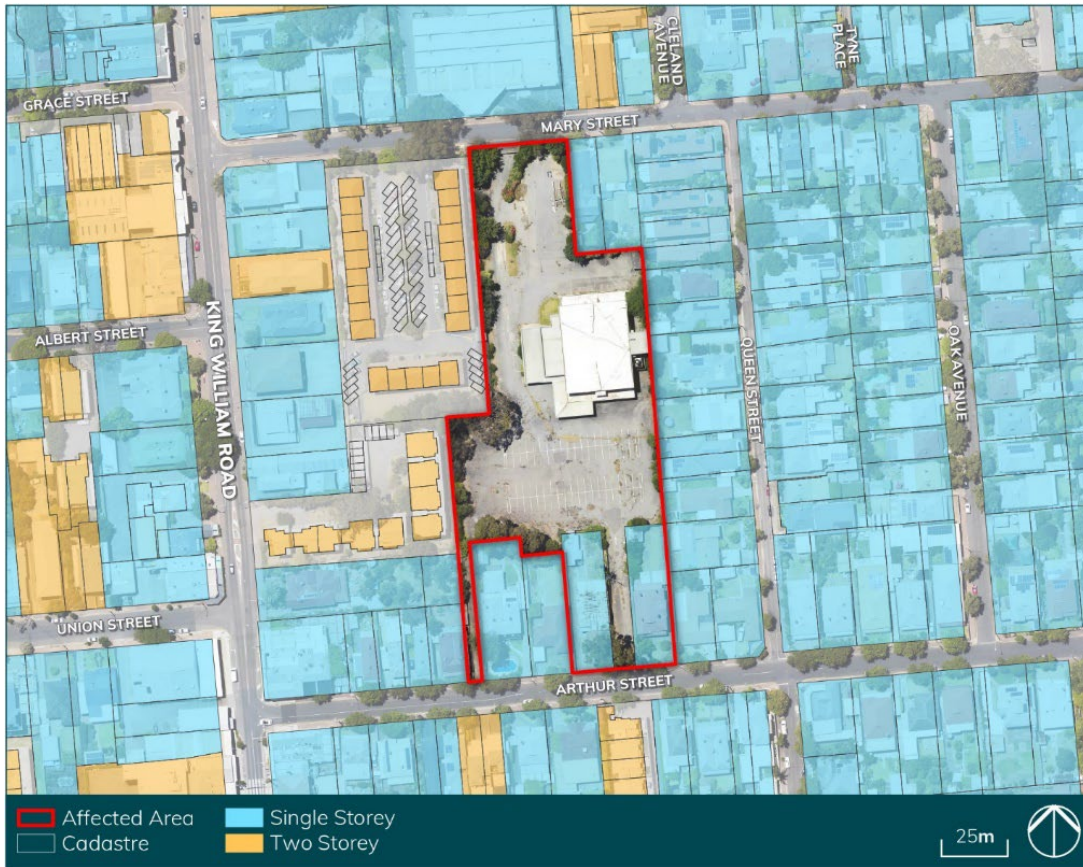 CLELAND
AVENUE
TYNE
PLACE
GRACE STREET
MARY STREET
ALBERT STREET
KING WILLIAM ROAD
QUEEN STREET
OAK AVENUE
UNION STREET
ARTHUR STREET
Affected Area
Single Storey
Cadastre
Two Storey
25m